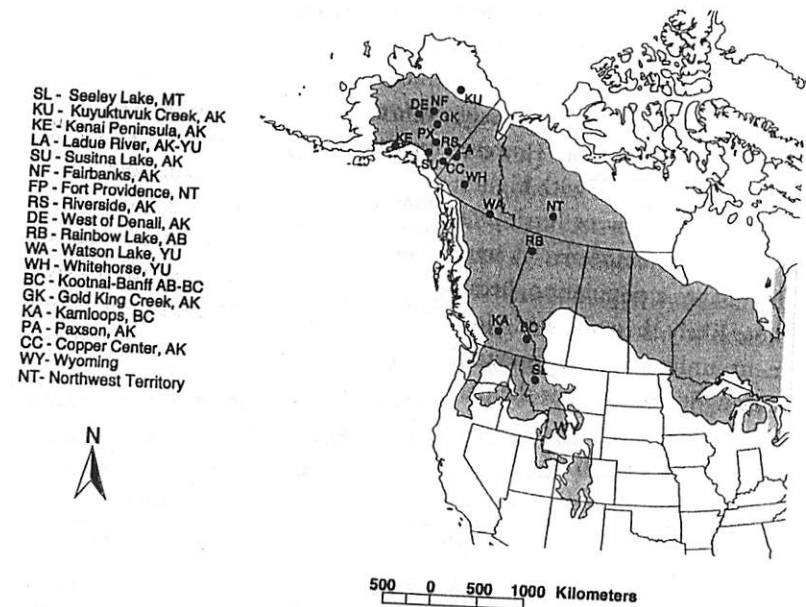 SL - Seeley Lake, MT
KU - Kuyuktuvuk Creek, AK
KE - Kenai Peninsula, AK
LA - Ladue River, AK-YU
SU - Susitna Lake, AK
NF - Fairbanks, AK
FP - Fort Providence, NT
RS - Riverside, AK
DE - West of Denali, AK
RB - Rainbow Lake, AB
WA - Watson Lake, YU
WH - Whitehorse, YU
BC - Kootnai-Banff AB-BC
GK - Gold King Creek, AK
KA - Kamloops, BC
PA - Paxson, AK
CC - Copper Center, AK
WY- Wyoming
NT- Northwest Territory
N
KU
DE NF
GK
PX
KE RS
LA
SU CC
WH
WA NT
RB
KA BC
SL
WY
500 0 500 1000 Kilometers